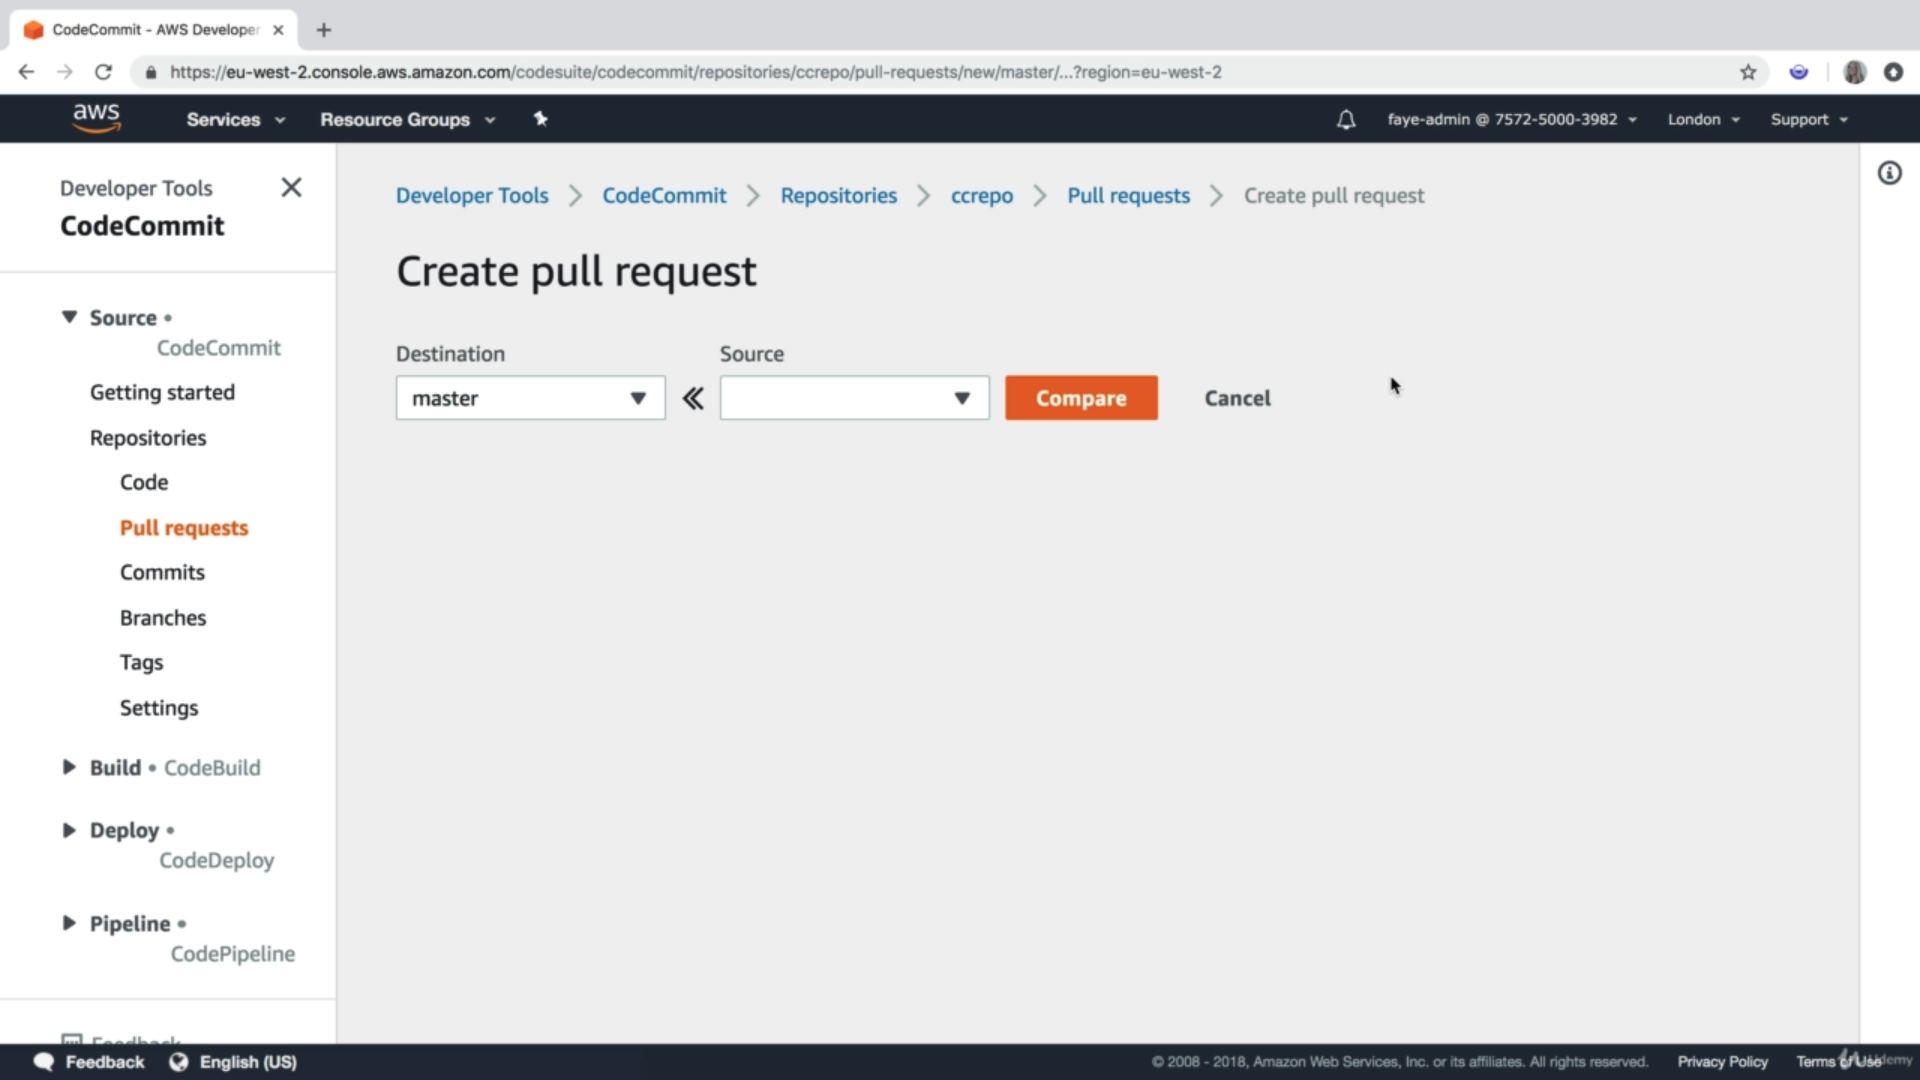 CodeCommit - AWS Developer
https://eu-west-2.console.aws.amazon.com/codesuite/codecommit/repositories/ccrepo/pull-requests/new/master/...?region=eu-west-2
aws Services Resource Groups faye-admin @ 7572-5000-3982 London Support
Developer Tools
CodeCommit
Source •
CodeCommit
Getting started
Repositories
Code
Pull requests
Commits
Branches
Tags
Settings
Build • CodeBuild
Deploy •
CodeDeploy
Pipeline •
CodePipeline
Feedback
Developer Tools CodeCommit Repositories ccrepo Pull requests Create pull request
Create pull request
Destination Source
master Compare Cancel
Feedback English (US) © 2008 - 2018, Amazon Web Services, Inc. or its affiliates. All rights reserved. Privacy Policy Terms of Use